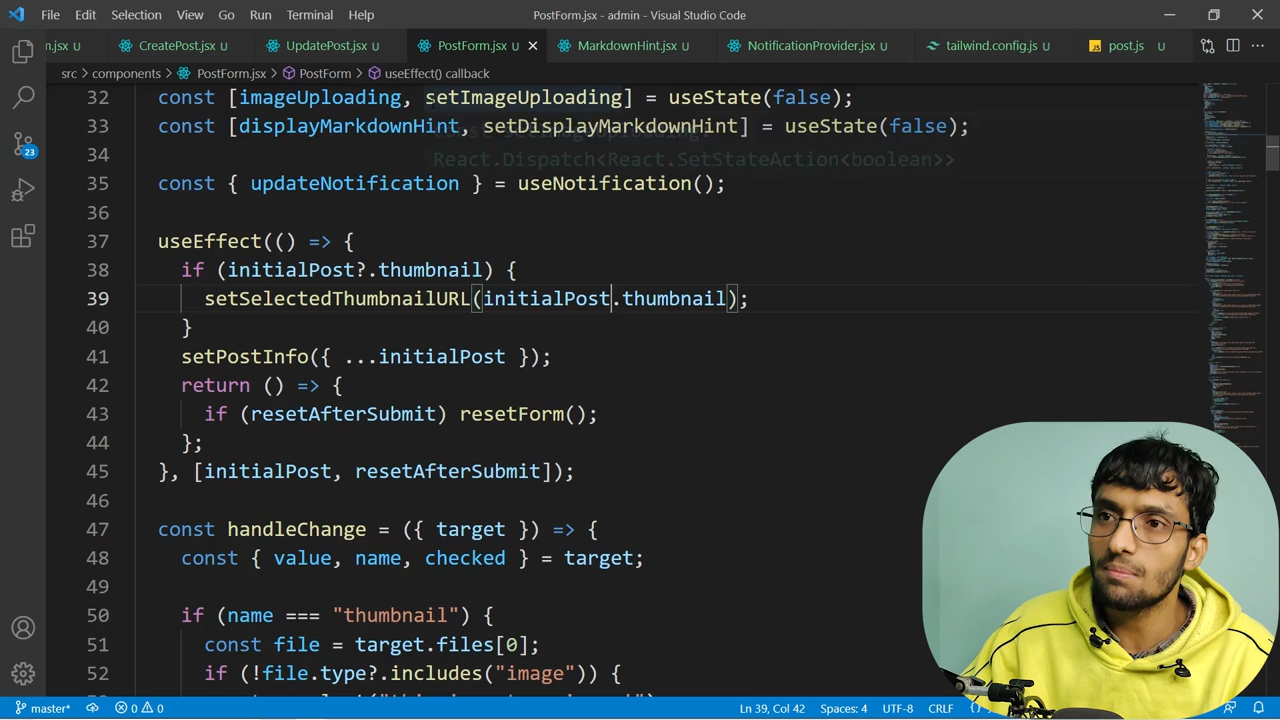 File Edit Selection View Go Run Terminal Help PostForm.jsx - admin - Visual Studio Code
m.jsx U CreatePost.jsx U UpdatePost.jsx U PostForm.jsx U MarkdownHint.jsx U NotificationProvider.jsx U tailwind.config.js U JS post.js U
src > components > PostForm.jsx > PostForm > useEffect() callback
32 const [imageUploading, setImageUploading] = useState(false);
33 const [displayMarkdownHint, setDisplayMarkdownHint] = useState(false);
34 React.Dispatch<React.SetStateAction<boolean>>
35 const { updateNotification } = useNotification();
36
37 useEffect(() => {
38 if (initialPost?.thumbnail) {
39 setSelectedThumbnailURL(initialPost.thumbnail);
40 }
41 setPostInfo({ ...initialPost });
42 return () => {
43 if (resetAfterSubmit) resetForm();
44 };
45 }, [initialPost, resetAfterSubmit]);
46
47 const handleChange = ({ target }) => {
48 const { value, name, checked } = target;
49
50 if (name === "thumbnail") {
51 const file = target.files[0];
52 if (!file.type?.includes("image")) {
23
master* 0 0 Ln 39, Col 42 Spaces: 4 UTF-8 CRLF {}